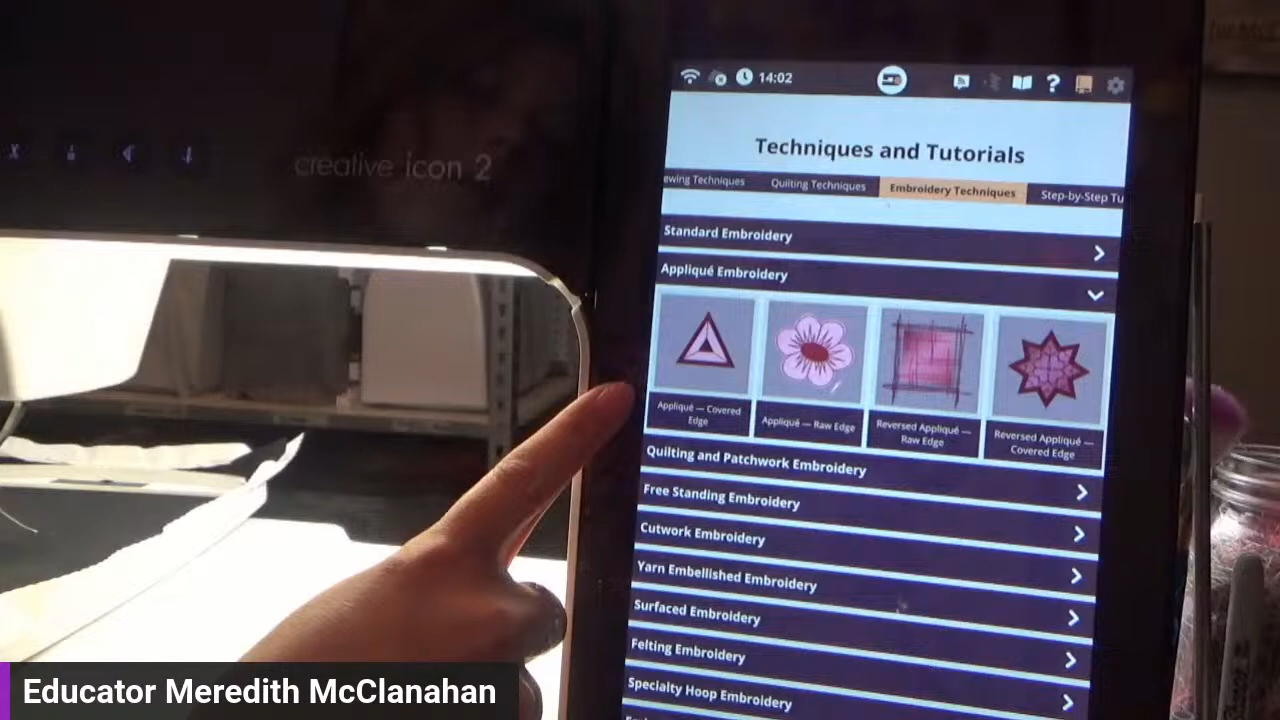 14:02
creative icon 2
Techniques and Tutorials
ewing Techniques
Quilting Techniques
Embroidery Techniques
Step-by-Step Tu
Standard Embroidery
Appliqué Embroidery
Appliqué — Covered
Edge
Appliqué — Raw Edge
Reversed Appliqué —
Raw Edge
Reversed Appliqué —
Covered Edge
Quilting and Patchwork Embroidery
Free Standing Embroidery
Cutwork Embroidery
Yarn Embellished Embroidery
Surfaced Embroidery
Felting Embroidery
Specialty Hoop Embroidery
Educator Meredith McClanahan